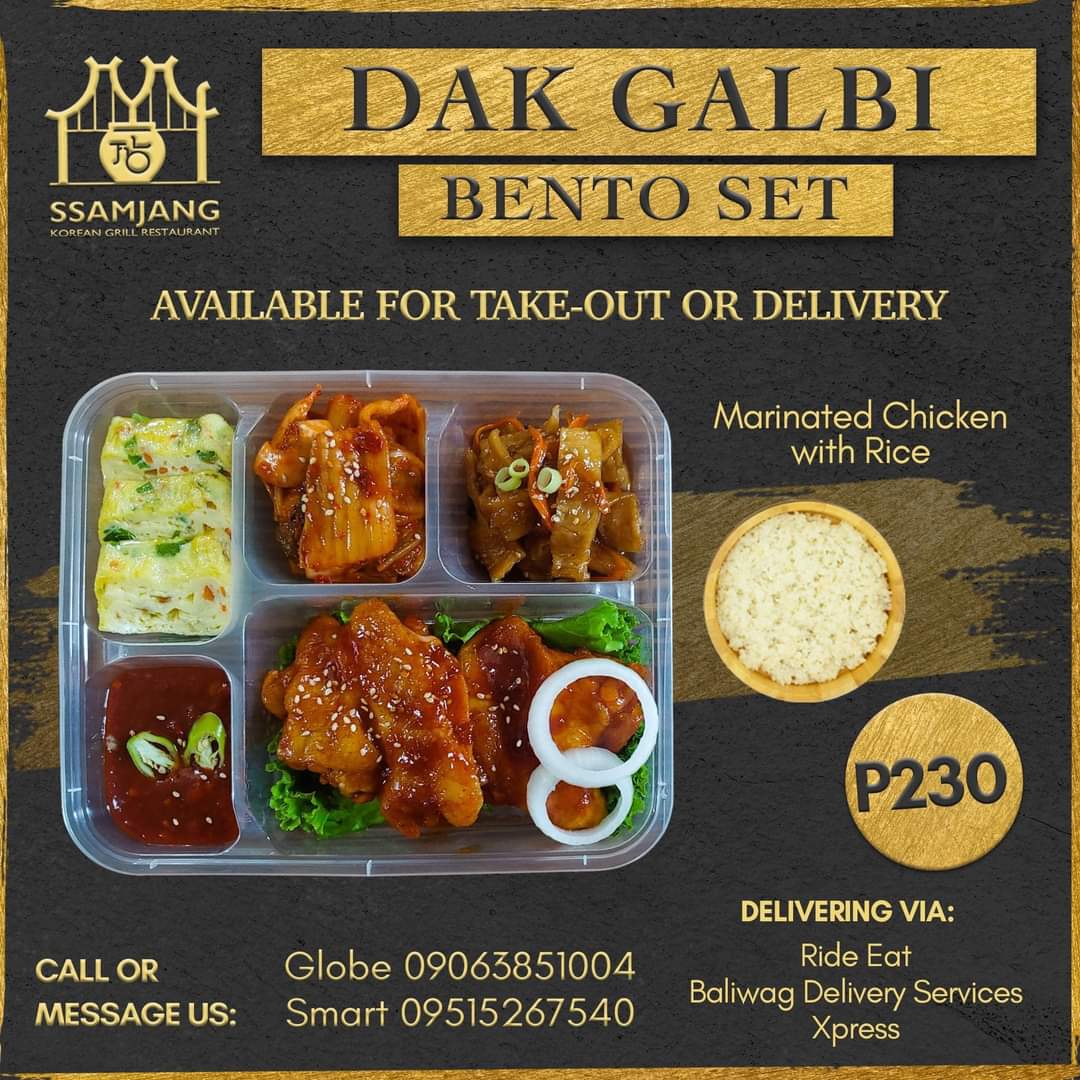 DAK GALBI
BENTO SET
SSAMJANG
KOREAN GRILL RESTAURANT
AVAILABLE FOR TAKE-OUT OR DELIVERY
Marinated Chicken
with Rice
P230
DELIVERING VIA:
Ride Eat
Baliwag Delivery Services
Xpress
CALL OR
MESSAGE US:
Globe 09063851004
Smart 09515267540